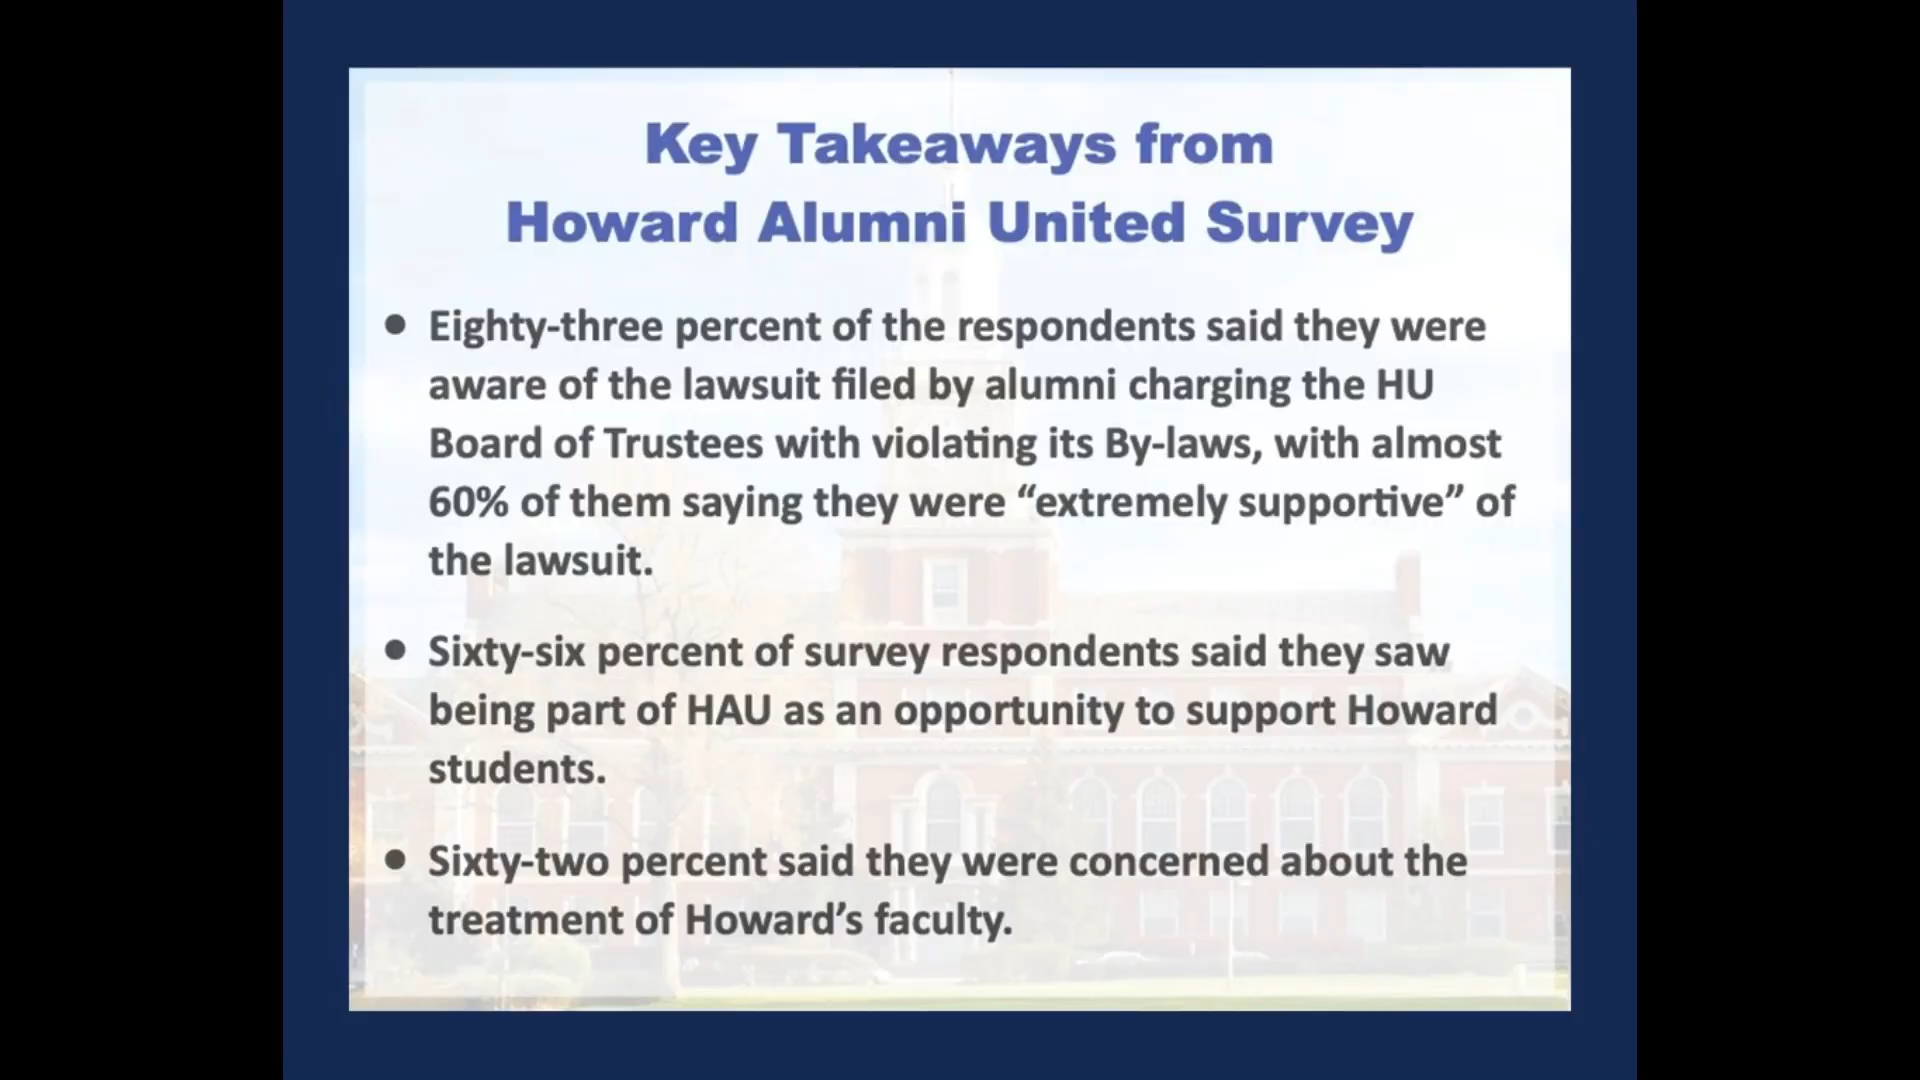 Key Takeaways from
Howard Alumni United Survey
• Eighty-three percent of the respondents said they were
aware of the lawsuit filed by alumni charging the HU
Board of Trustees with violating its By-laws, with almost
60% of them saying they were “extremely supportive” of
the lawsuit.
• Sixty-six percent of survey respondents said they saw
being part of HAU as an opportunity to support Howard
students.
• Sixty-two percent said they were concerned about the
treatment of Howard’s faculty.